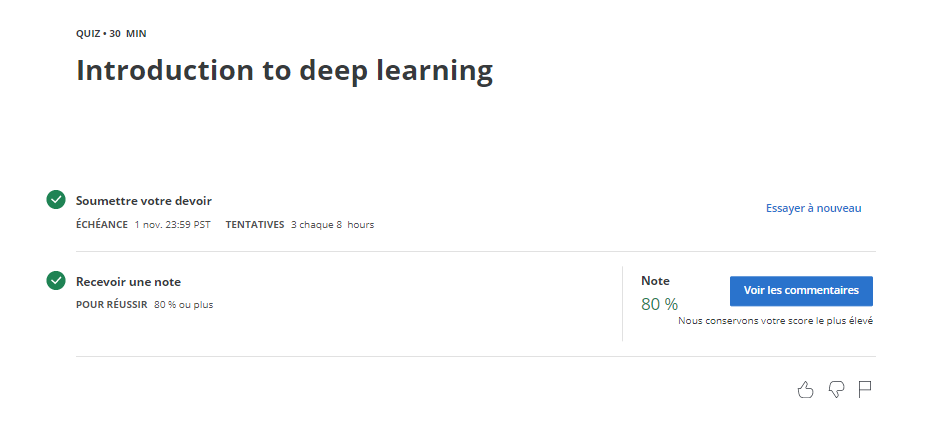 QUIZ • 30 MIN
Introduction to deep learning
Soumettre votre devoir
ÉCHÉANCE 1 nov. 23:59 PST TENTATIVES 3 chaque 8 hours
Essayer à nouveau
Recevoir une note
POUR RÉUSSIR 80 % ou plus
Note
80 %
Voir les commentaires
Nous conservons votre score le plus élevé